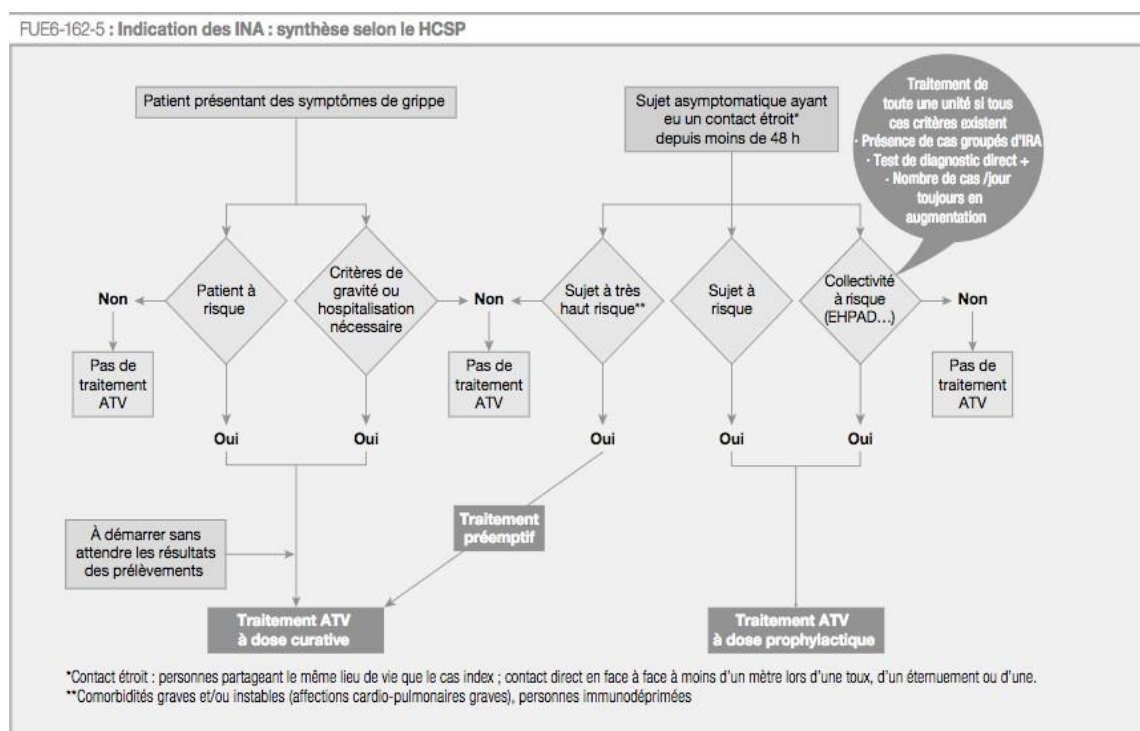 FUE6-162-5 : Indication des INA : synthèse selon le HCSP
Patient présentant des symptômes de grippe
Sujet asymptomatique ayant
eu un contact étroit*
depuis moins de 48 h
Traitement de
toute une unité si tous
ces critères existent
· Présence de cas groupés d'IRA
· Test de diagnostic direct +
· Nombre de cas /jour
toujours en
augmentation
Non
Patient à
risque
Critères de
gravité ou
hospitalisation
nécessaire
Non
Sujet à très
haut risque**
Sujet à
risque
Collectivité
à risque
(EHPAD…)
Non
Pas de
traitement
ATV
Pas de
traitement
ATV
Pas de
traitement
ATV
Oui
Oui
Oui
Oui
Oui
À démarrer sans
attendre les résultats
des prélèvements
Traitement
préemptif
Traitement ATV
à dose curative
Traitement ATV
à dose prophylactique
*Contact étroit : personnes partageant le même lieu de vie que le cas index ; contact direct en face à face à moins d'un mètre lors d'une toux, d'un éternuement ou d'une.
**Comorbidités graves et/ou instables (affections cardio-pulmonaires graves), personnes immunodéprimées